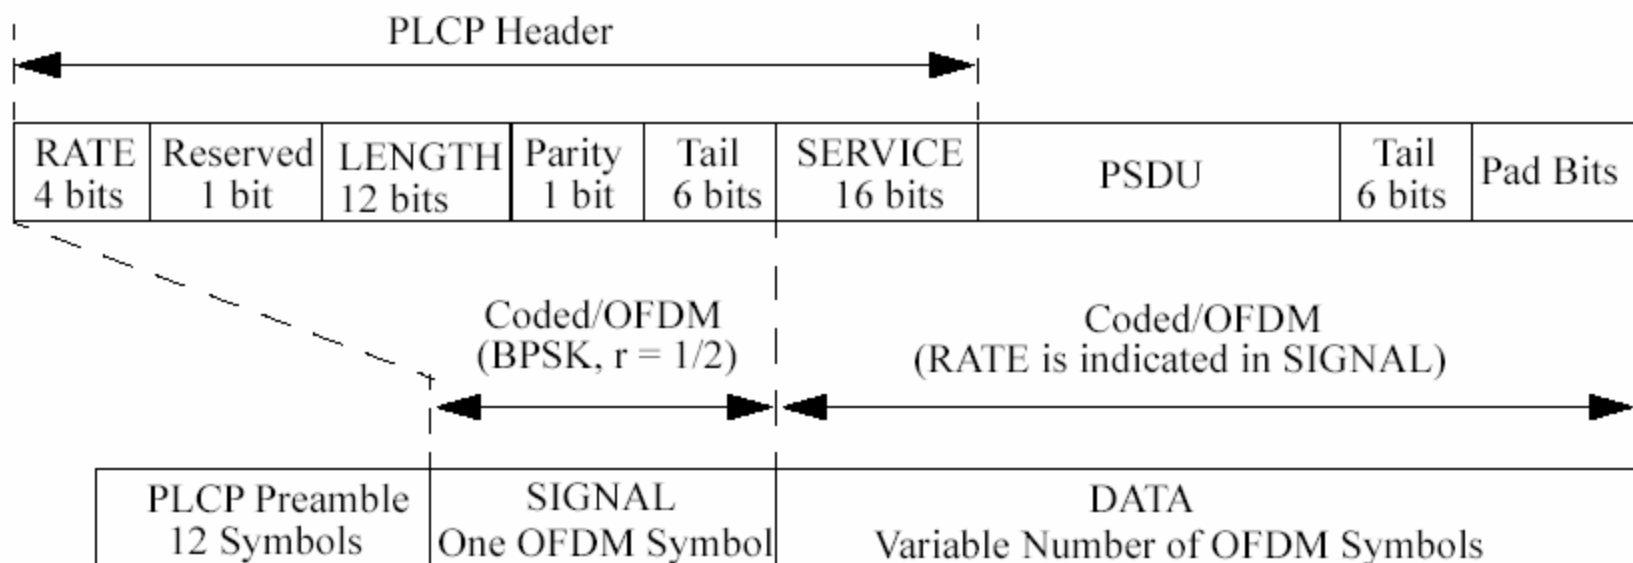 PLCP Header
RATE Reserved LENGTH Parity Tail SERVICE PSDU Tail Pad Bits
4 bits 1 bit 12 bits 1 bit 6 bits 16 bits 6 bits
Coded/OFDM Coded/OFDM
(BPSK, r = 1/2) (RATE is indicated in SIGNAL)
PLCP Preamble SIGNAL DATA
12 Symbols One OFDM Symbol Variable Number of OFDM Symbols